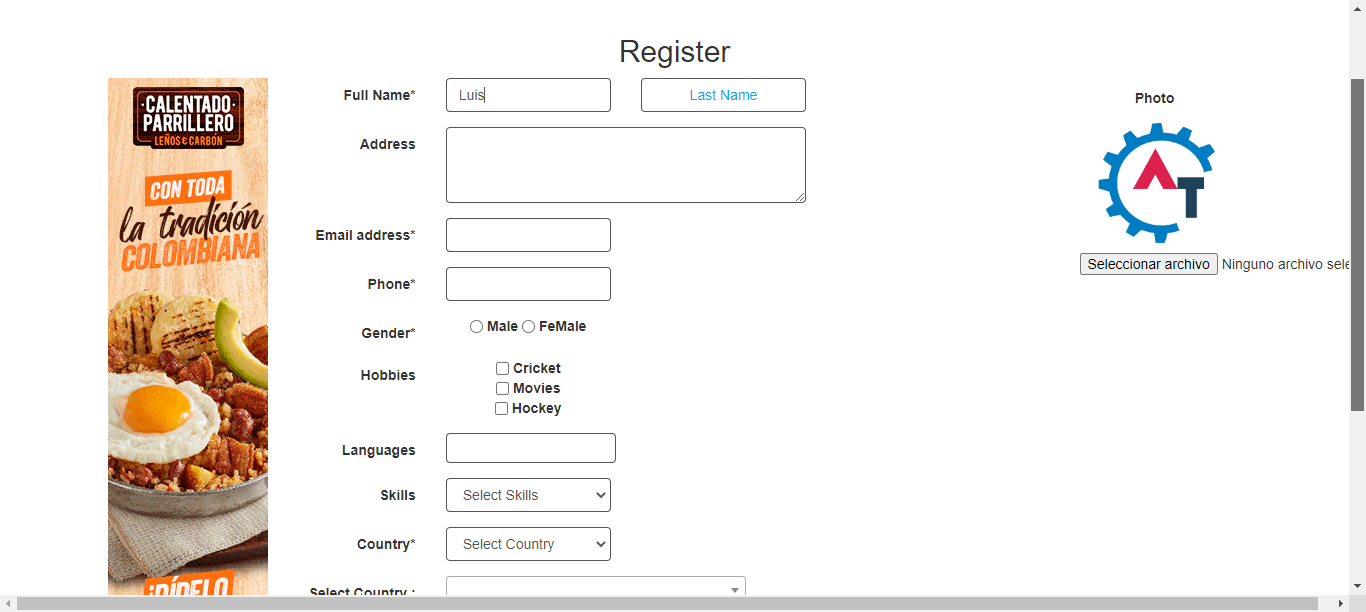 Register
·CALENTADO·
PARRILLERO
LEÑOS & CARBÓN
CON TODA
la tradición
COLOMBIANA
¡PÍDELO
Full Name*
Luis
Last Name
Address
Email address*
Phone*
Gender*
Male FeMale
Hobbies
Cricket
Movies
Hockey
Languages
Skills
Select Skills
Country*
Select Country
Select Country :
Photo
AT
Seleccionar archivo Ninguno archivo sele